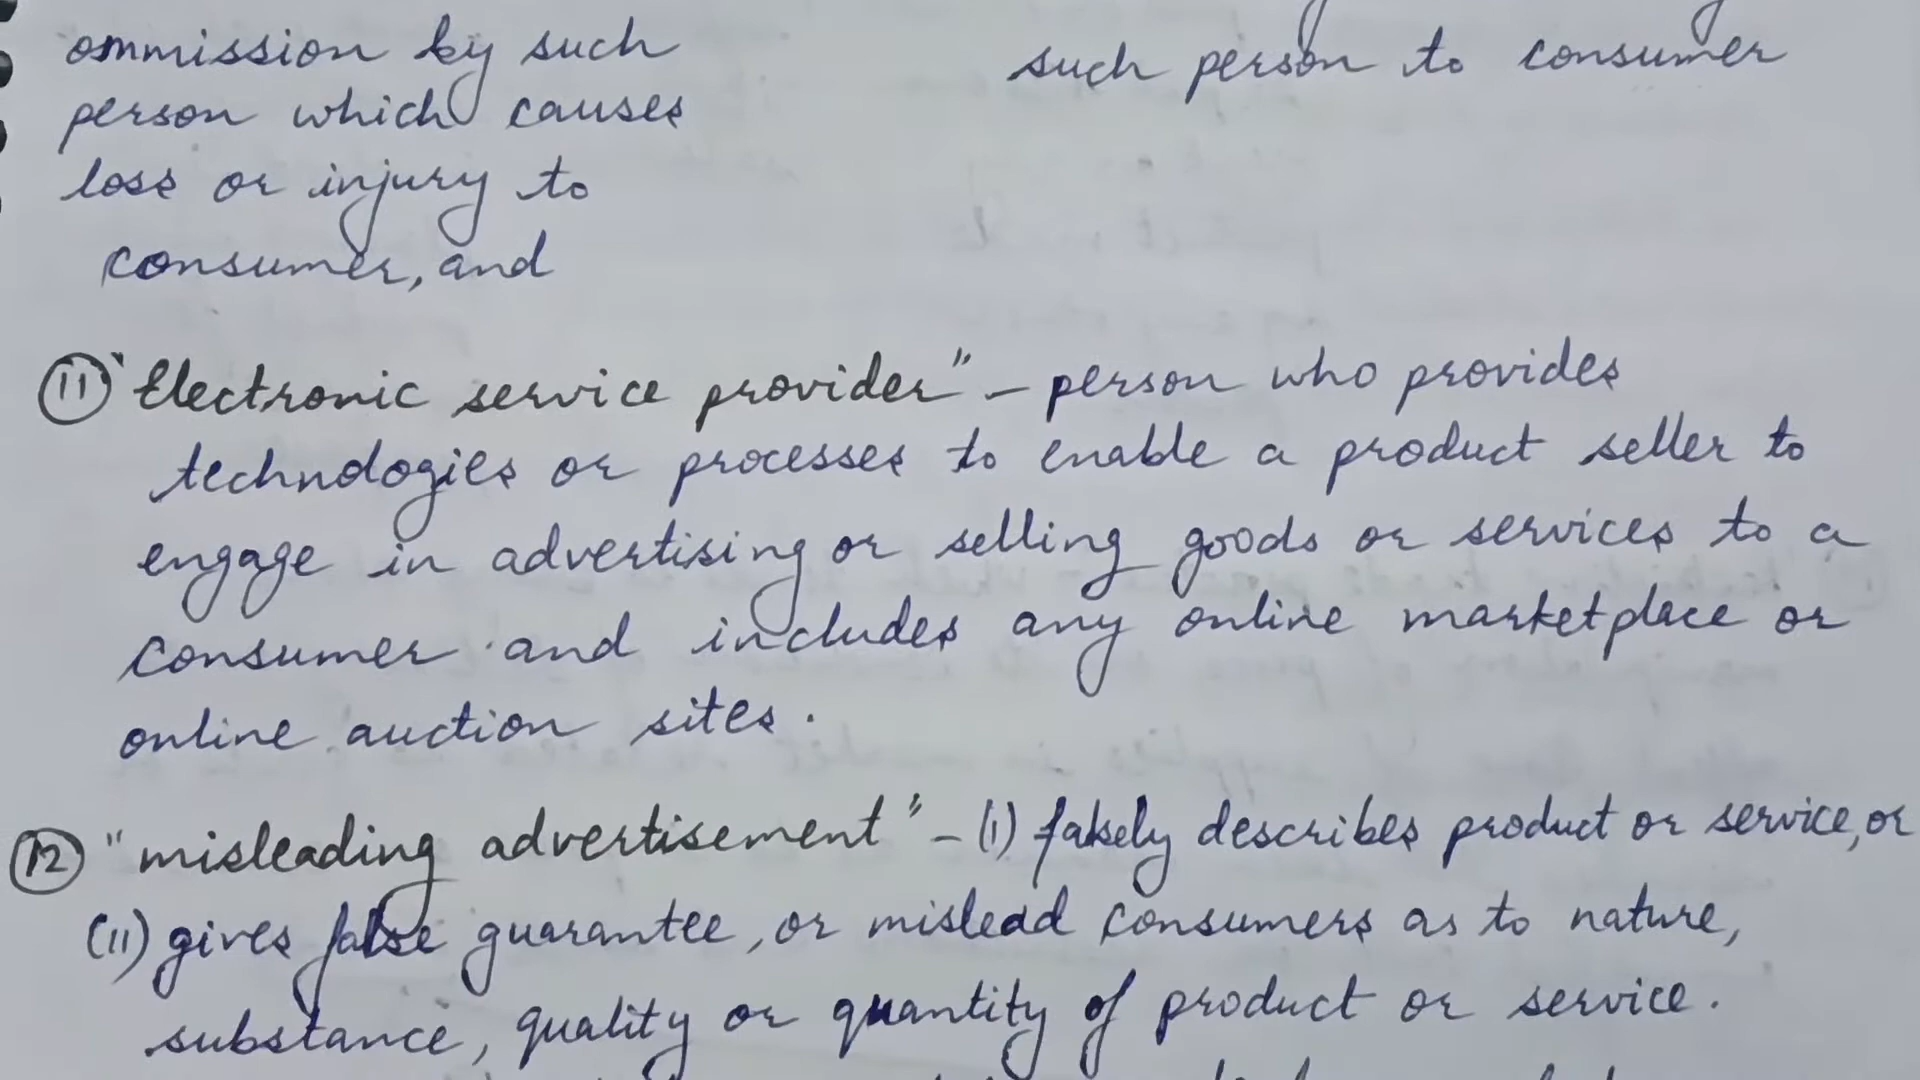 ommission by such
person which causes
loss or injury to
consumer, and
such person to consumer
(11) "Electronic service provider" - person who provides
technologies or processes to enable a product seller to
engage in advertising or selling goods or services to a
consumer and includes any online marketplace or
online auction sites.
(12) "misleading advertisement" - (i) falsely describes product or service, or
(ii) gives false guarantee, or mislead consumers as to nature,
substance, quality or quantity of product or service.